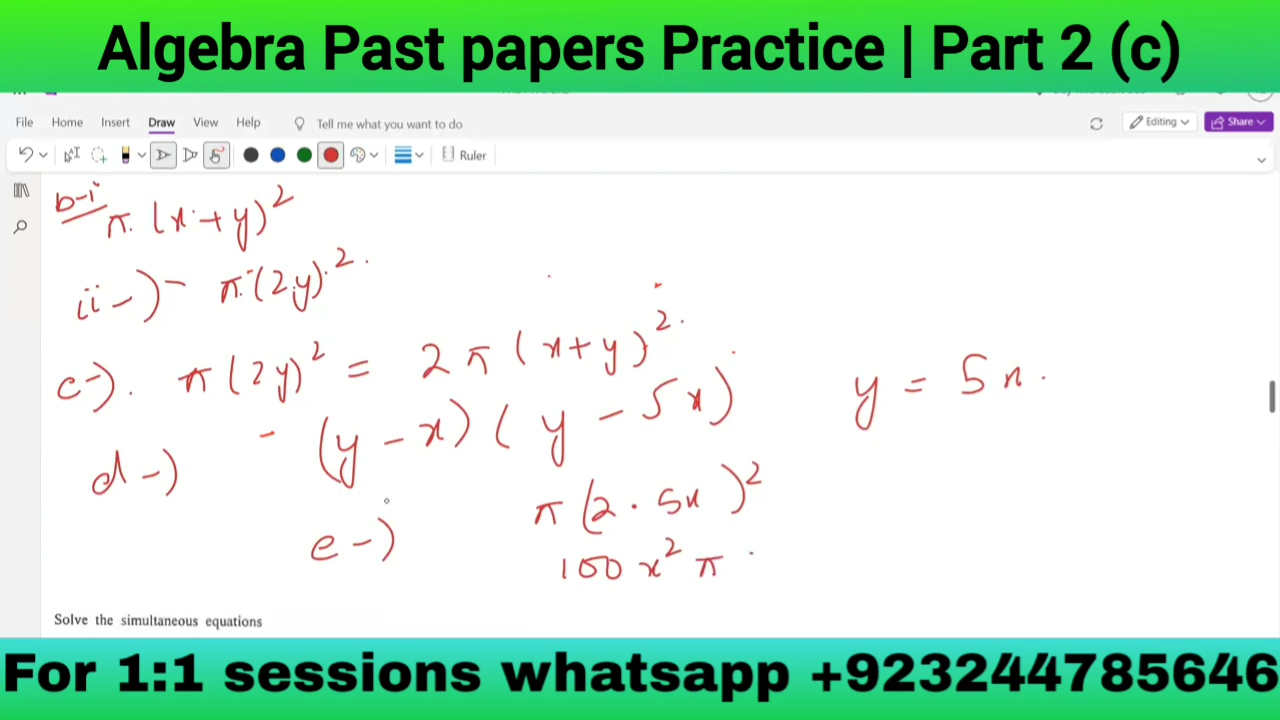 Algebra Past papers Practice | Part 2 (c)
File Home Insert Draw View Help Tell me what you want to do Editing Share
Ruler
b-i π (x+y)²
ii-) π(2y)²
c-). π(2y)² = 2π(x+y)²
d-) (y-x)(y-5x) y = 5x
e-) π(2·5x)²
100x²π
Solve the simultaneous equations
For 1:1 sessions whatsapp +923244785646